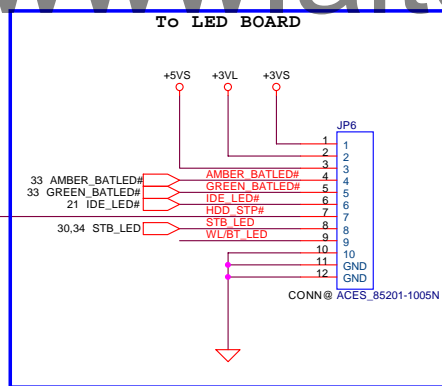 To LED BOARD
+5VS +3VL +3VS
JP6
1 1
2 2
3 3
33 AMBER_BATLED# AMBER_BATLED# 4 4
33 GREEN_BATLED# GREEN_BATLED# 5 5
21 IDE_LED# IDE_LED# 6 6
HDD_STP# 7 7
30,34 STB_LED STB_LED 8 8
WL/BT_LED 9 9
10 10
11 GND
12 GND
CONN@ ACES_85201-1005N